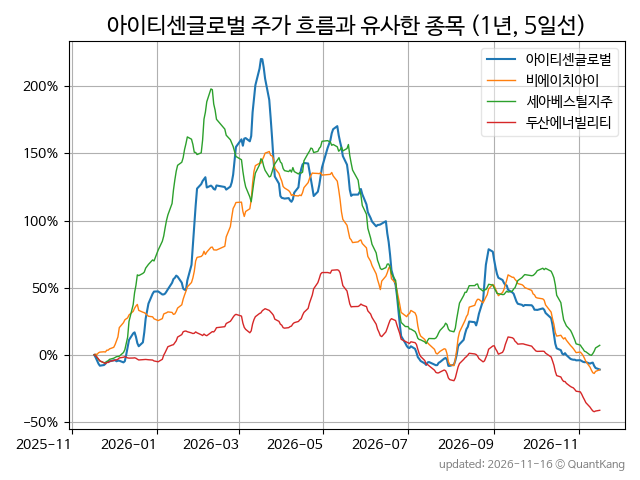 아이티센글로벌 주가 흐름과 유사한 종목 (1년, 5일선)
아이티센글로벌
비에이치아이
세아베스틸지주
두산에너빌리티
200%
150%
100%
50%
0%
−50%
2025-11
2026-01
2026-03
2026-05
2026-07
2026-09
2026-11
updated: 2026-11-16 © QuantKang